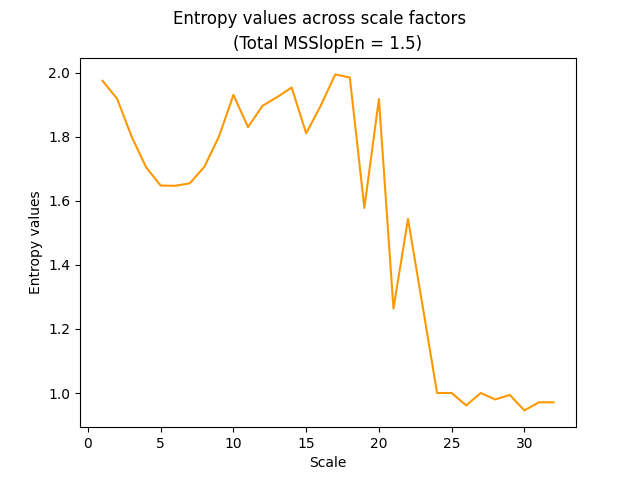 Entropy values across scale factors
(Total MSSlopEn = 1.5)
2.0
1.8
1.6
1.4
1.2
1.0
Entropy values
0 5 10 15 20 25 30
Scale